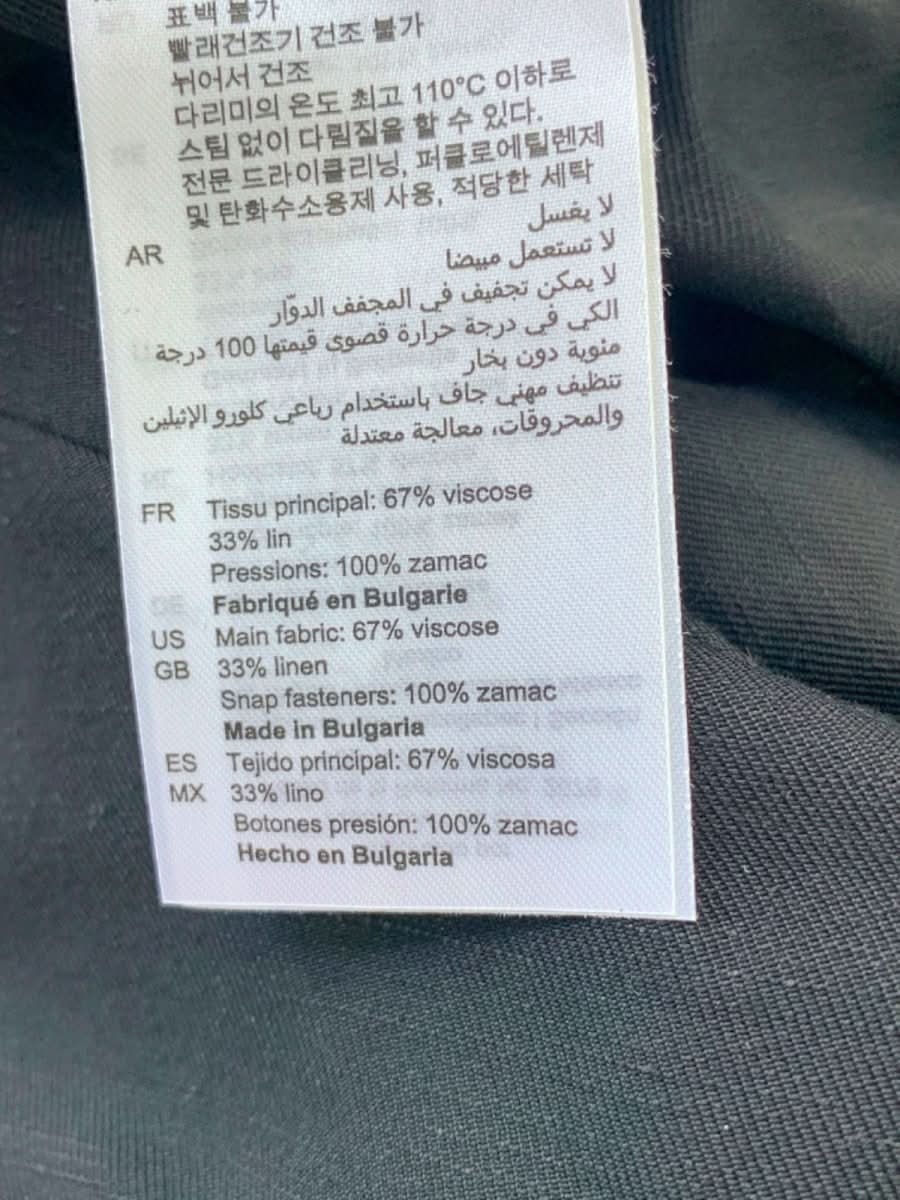 표백 불가
빨래건조기 건조 불가
뉘어서 건조
다리미의 온도 최고 110°C 이하로
스팀 없이 다림질을 할 수 있다.
전문 드라이클리닝, 퍼클로에틸렌제
및 탄화수소용제 사용, 적당한 세탁
AR لا يغسل
لا تستعمل مبيضا
لا يمكن تجفيف في المجفف الدوّار
الكي في درجة حرارة قصوى قيمتها 100 درجة
مئوية دون بخار
تنظيف مهني جاف باستخدام رباعي كلورو الإثيلين
والمحروقات، معالجة معتدلة
FR Tissu principal: 67% viscose
33% lin
Pressions: 100% zamac
Fabriqué en Bulgarie
US Main fabric: 67% viscose
GB 33% linen
Snap fasteners: 100% zamac
Made in Bulgaria
ES Tejido principal: 67% viscosa
MX 33% lino
Botones presión: 100% zamac
Hecho en Bulgaria